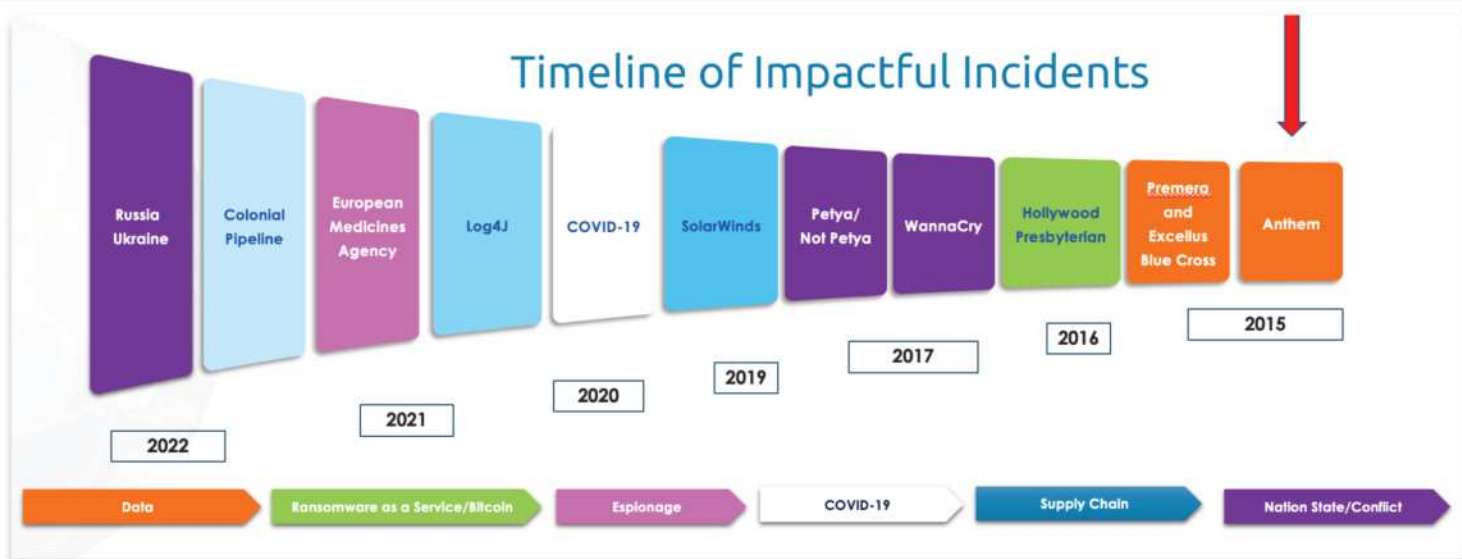 Timeline of Impactful Incidents
Russia
Ukraine
Colonial
Pipeline
European
Medicines
Agency
Log4J
COVID-19
SolarWinds
Petya/
Not Petya
WannaCry
Hollywood
Presbyterian
Premera
and
Excellus
Blue Cross
Anthem
2022
2021
2020
2019
2017
2016
2015
Data
Ransomware as a Service/Bitcoin
Espionage
COVID-19
Supply Chain
Nation State/Conflict